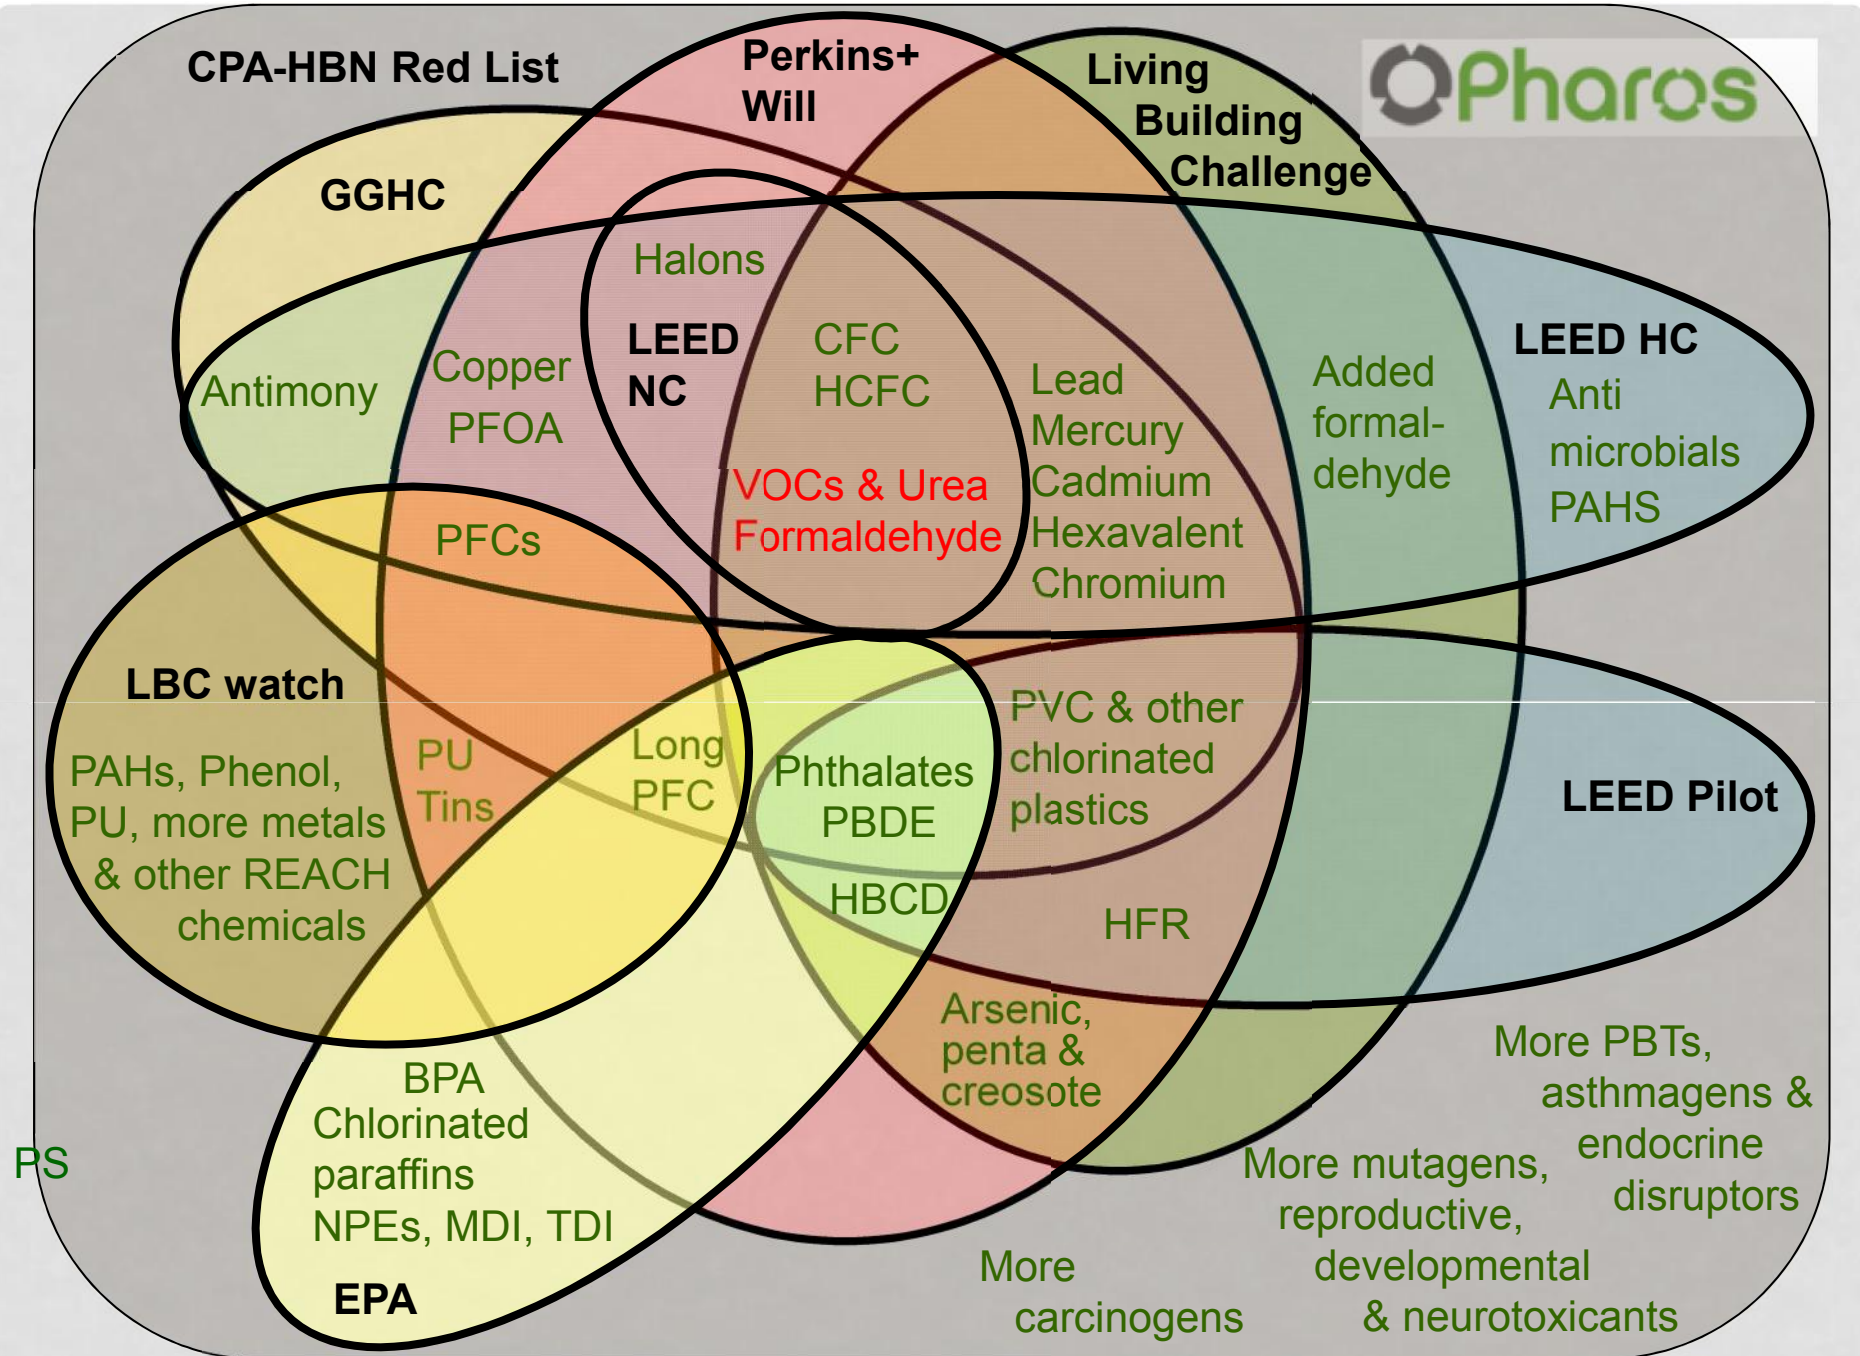 CPA-HBN Red List
Perkins+
Will
Living
Building
Challenge
Pharos
GGHC
Halons
LEED
NC
CFC
HCFC
VOCs & Urea
Formaldehyde
Antimony
Copper
PFOA
Lead
Mercury
Cadmium
Hexavalent
Chromium
Added
formal-
dehyde
LEED HC
Anti
microbials
PAHS
PFCs
LBC watch
PAHs, Phenol,
PU, more metals
& other REACH
chemicals
PU
Tins
Long
PFC
Phthalates
PBDE
HBCD
PVC & other
chlorinated
plastics
HFR
LEED Pilot
Arsenic,
penta &
creosote
BPA
Chlorinated
paraffins
NPEs, MDI, TDI
EPA
PS
More
carcinogens
More mutagens,
reproductive,
developmental
& neurotoxicants
More PBTs,
asthmagens &
endocrine
disruptors